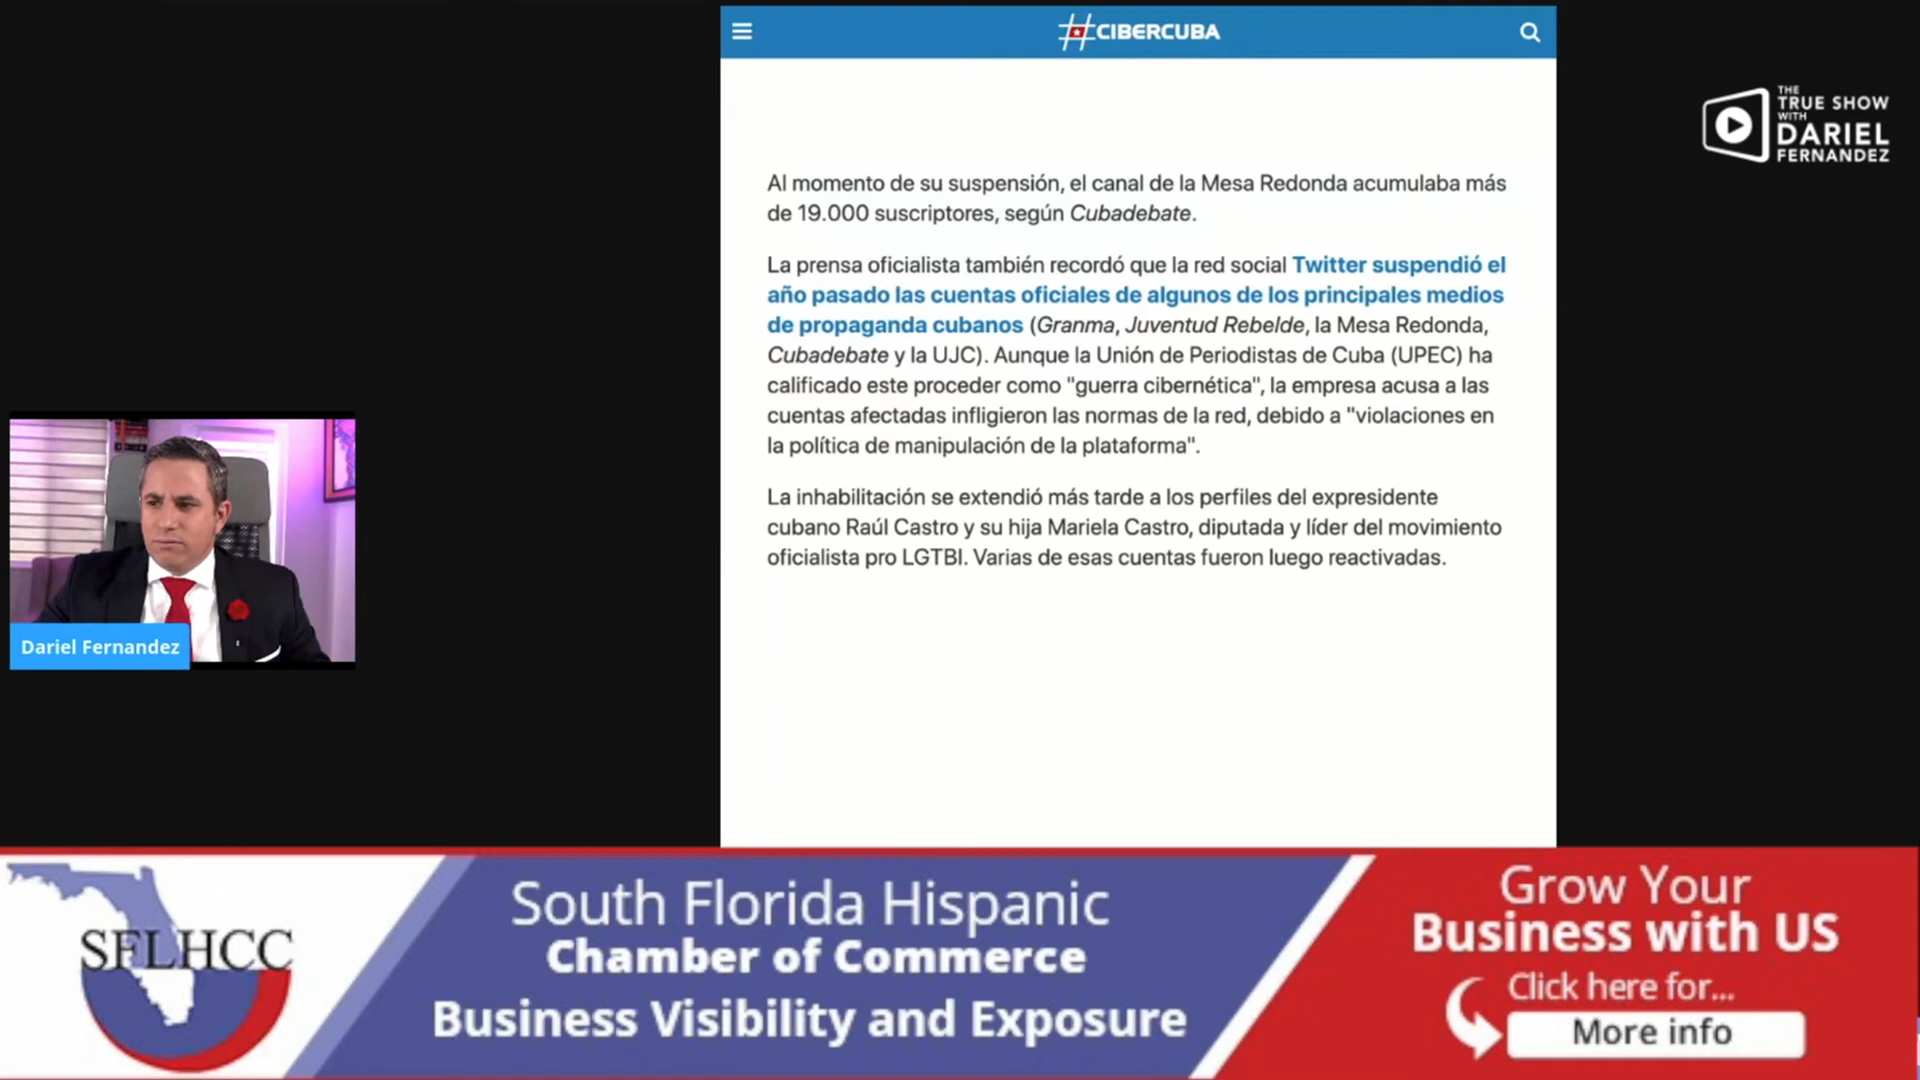 #CIBERCUBA
THE
TRUE SHOW
WITH
DARIEL
FERNANDEZ
Al momento de su suspensión, el canal de la Mesa Redonda acumulaba más
de 19.000 suscriptores, según Cubadebate.
La prensa oficialista también recordó que la red social Twitter suspendió el
año pasado las cuentas oficiales de algunos de los principales medios
de propaganda cubanos (Granma, Juventud Rebelde, la Mesa Redonda,
Cubadebate y la UJC). Aunque la Unión de Periodistas de Cuba (UPEC) ha
calificado este proceder como "guerra cibernética", la empresa acusa a las
cuentas afectadas infligieron las normas de la red, debido a "violaciones en
la política de manipulación de la plataforma".
La inhabilitación se extendió más tarde a los perfiles del expresidente
cubano Raúl Castro y su hija Mariela Castro, diputada y líder del movimiento
oficialista pro LGTBI. Varias de esas cuentas fueron luego reactivadas.
Dariel Fernandez
SFLHCC
South Florida Hispanic
Chamber of Commerce
Business Visibility and Exposure
Grow Your
Business with US
Click here for...
More info